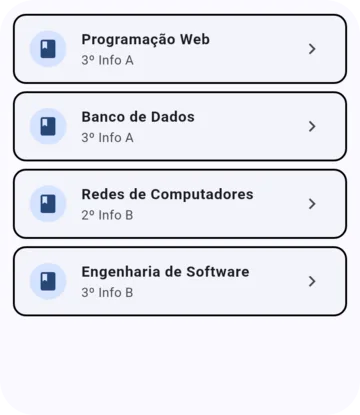 Programação Web
3º Info A
Banco de Dados
3º Info A
Redes de Computadores
2º Info B
Engenharia de Software
3º Info B